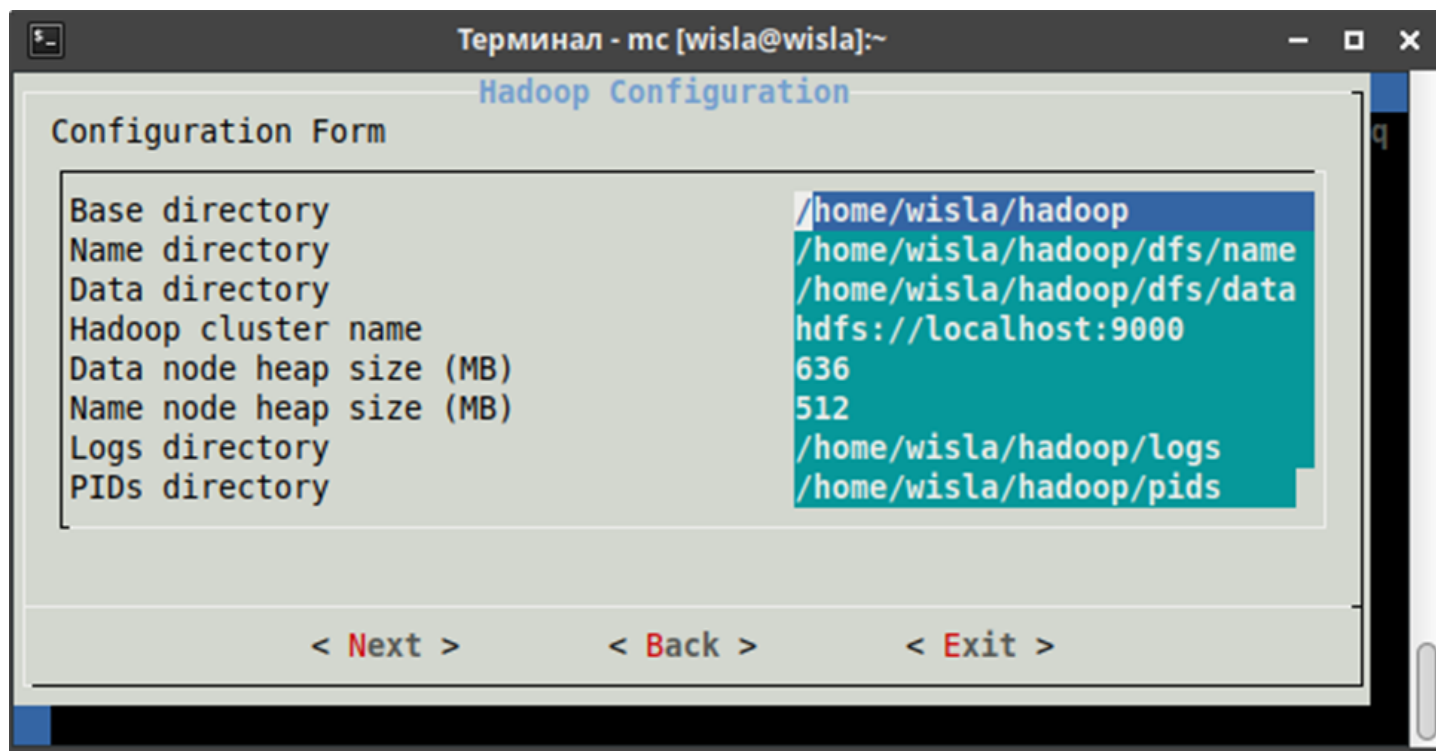 Терминал - mc [wisla@wisla]:~
Hadoop Configuration
Configuration Form
q
Base directory /home/wisla/hadoop
Name directory /home/wisla/hadoop/dfs/name
Data directory /home/wisla/hadoop/dfs/data
Hadoop cluster name hdfs://localhost:9000
Data node heap size (MB) 636
Name node heap size (MB) 512
Logs directory /home/wisla/hadoop/logs
PIDs directory /home/wisla/hadoop/pids
< Next > < Back > < Exit >